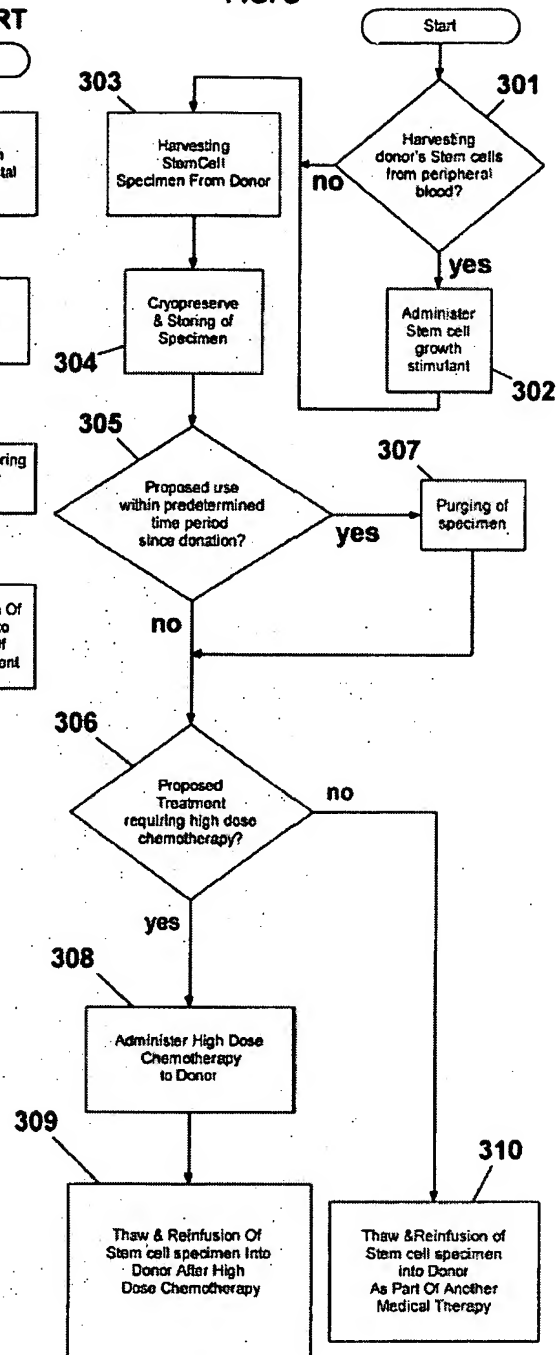 RT
Start
303
301
Harvesting
StemCell
Specimen From Donor
Harvesting
donor's Stem cells
from peripheral
blood?
no
yes
Cryopreserve
& Storing of
Specimen
304
Administer
Stem cell
growth
stimulant
302
305
307
Proposed use
within predetermined
time period
since donation?
yes
Purging of
specimen
no
306
Proposed
Treatment
requiring high dose
chemotherapy?
no
yes
308
Administer High Dose
Chemotherapy
to Donor
309
310
Thaw & Reinfusion Of
Stem cell specimen Into
Donor After High
Dose Chemotherapy
Thaw &Reinfusion of
Stem cell specimen
into Donor
As Part Of Another
Medical Therapy